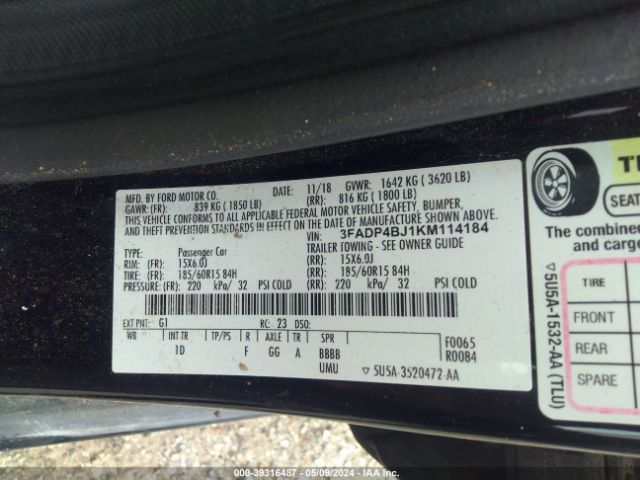 MFD. BY FORD MOTOR CO. DATE: 11/18 GVWR: 1642 KG ( 3620 LB)
GAWR: (FR): 839 KG ( 1850 LB) (RR): 816 KG ( 1800 LB)
THIS VEHICLE CONFORMS TO ALL APPLICABLE FEDERAL MOTOR VEHICLE SAFETY, BUMPER,
AND THEFT PREVENTION STANDARDS IN EFFECT ON THE DATE OF MANUFACTURE SHOWN ABOVE.
VIN: 3FADP4BJ1KM114184
TYPE: Passenger Car TRAILER TOWING - SEE OWNER GUIDE
RIM: (FR): 15X6.0J (RR): 15X6.0J
TIRE: (FR): 185/60R15 84H (RR): 185/60R15 84H
PRESSURE: (FR): 220 kPa/ 32 PSI COLD (RR): 220 kPa/ 32 PSI COLD
EXT PNT: G1 RC: 23 DSO:
WB INT TR TP/PS R AXLE TR SPR F0065
1D F GG A BBBB R0084
UMU ▽ 5U5A-3520472-AA
TI
SEAT
The combined
and cargo
TIRE
FRONT
REAR
SPARE
▽ 5U5A-1532-AA (TLU)
000-39316487 - 05/09/2024 - IAA Inc.